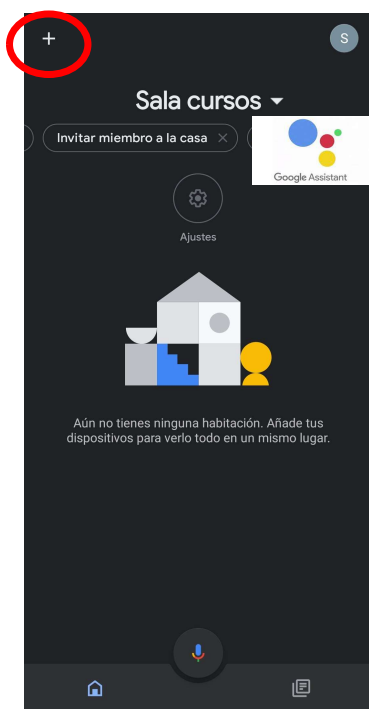 +
S
Sala cursos
Invitar miembro a la casa ×
Google Assistant
Ajustes
Aún no tienes ninguna habitación. Añade tus
dispositivos para verlo todo en un mismo lugar.